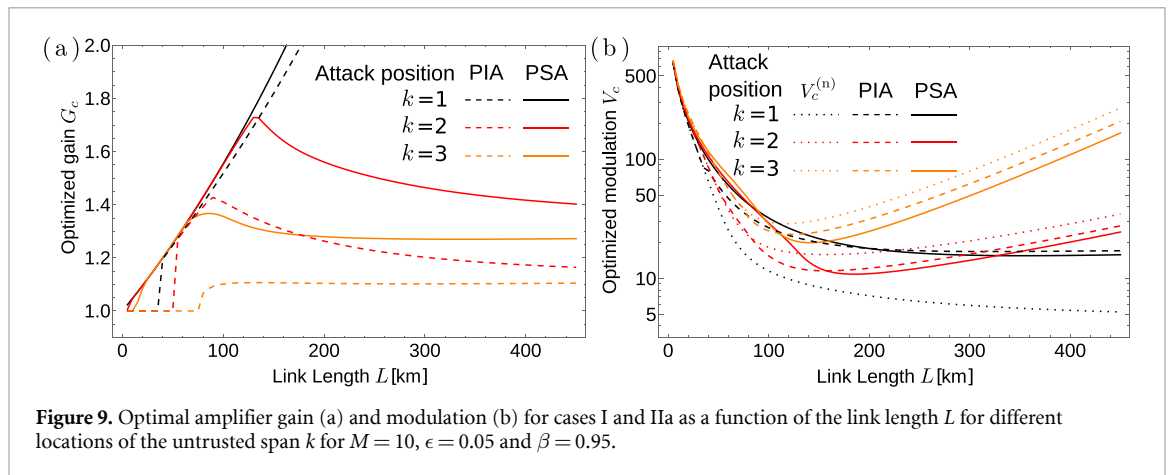 (a)
2.0
1.8
1.6
1.4
1.2
1.0
Optimized gain G_c
Attack position PIA PSA
k=1
k=2
k=3
0 100 200 300 400
Link Length L[km]
(b)
500
100
50
10
5
Optimized modulation V_c
Attack
position V_c^(n) PIA PSA
k=1
k=2
k=3
0 100 200 300 400
Link Length L[km]
Figure 9. Optimal amplifier gain (a) and modulation (b) for cases I and IIa as a function of the link length L for different
locations of the untrusted span k for M = 10, ϵ = 0.05 and β = 0.95.